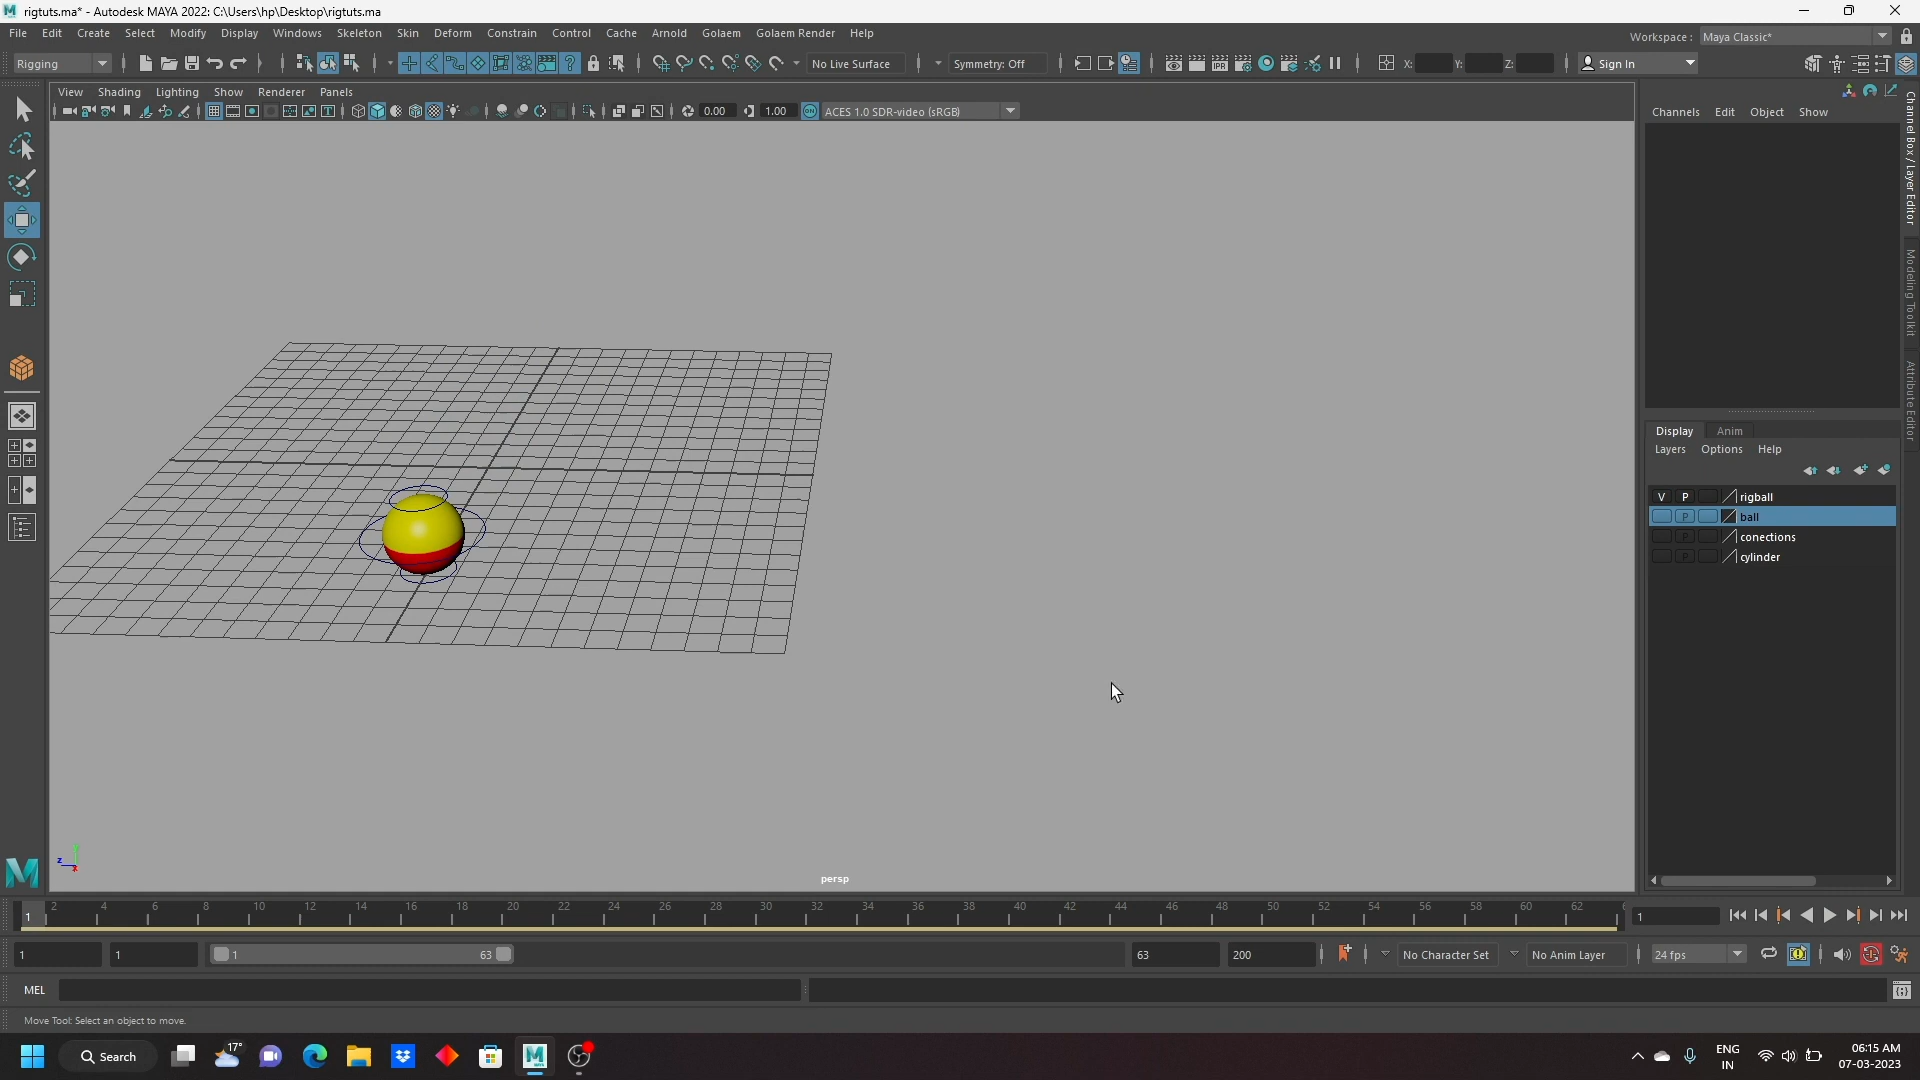 rigtuts.ma* - Autodesk MAYA 2022: C:\Users\hp\Desktop\rigtuts.ma
File Edit Create Select Modify Display Windows Skeleton Skin Deform Constrain Control Cache Arnold Golaem Golaem Render Help
Workspace : Maya Classic*
Rigging No Live Surface Symmetry: Off IPR X: Y: Z: Sign In
View Shading Lighting Show Renderer Panels
0.00 1.00 ON ACES 1.0 SDR-video (sRGB)
Channels Edit Object Show
Channel Box / Layer Editor
Modeling Toolkit
Attribute Editor
Display Anim
Layers Options Help
V P rigball
P ball
P conections
P cylinder
z x
persp
1 2 4 6 8 10 12 14 16 18 20 22 24 26 28 30 32 34 36 38 40 42 44 46 48 50 52 54 56 58 60 62 1
1 1 1 63 63 200 No Character Set No Anim Layer 24 fps
MEL
Move Tool: Select an object to move.
Search 17° ENG IN 06:15 AM 07-03-2023